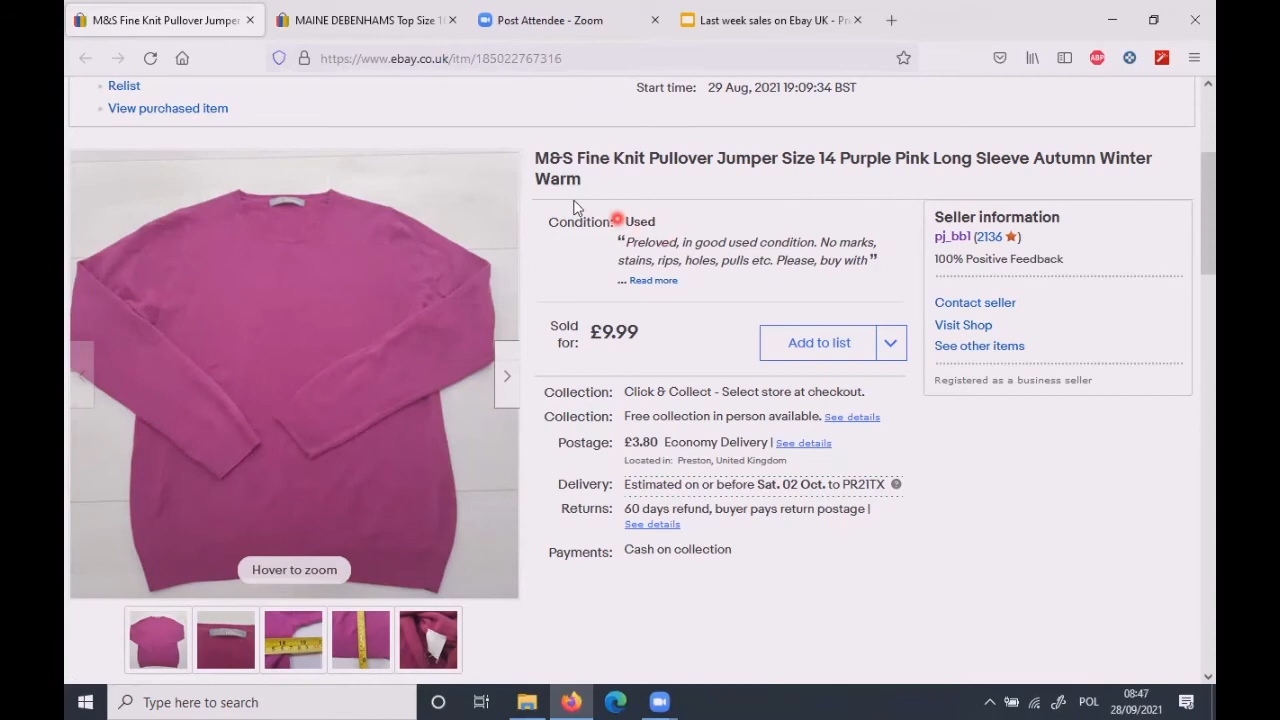 M&S Fine Knit Pullover Jumper
MAINE DEBENHAMS Top Size 1
Post Attendee - Zoom
Last week sales on Ebay UK - Pr
https://www.ebay.co.uk/itm/185022767316
ABP
Relist
View purchased item
Start time: 29 Aug, 2021 19:09:34 BST
M&S Fine Knit Pullover Jumper Size 14 Purple Pink Long Sleeve Autumn Winter
Warm
Condition: Used
“Preloved, in good used condition. No marks,
stains, rips, holes, pulls etc. Please, buy with”
... Read more
Sold for: £9.99
Add to list
Collection: Click & Collect - Select store at checkout.
Collection: Free collection in person available. See details
Postage: £3.80 Economy Delivery | See details
Located in: Preston, United Kingdom
Delivery: Estimated on or before Sat. 02 Oct. to PR21TX
Returns: 60 days refund, buyer pays return postage |
See details
Payments: Cash on collection
Seller information
pj_bb1 (2136)
100% Positive Feedback
Contact seller
Visit Shop
See other items
Registered as a business seller
Hover to zoom
Type here to search
POL
08:47
28/09/2021